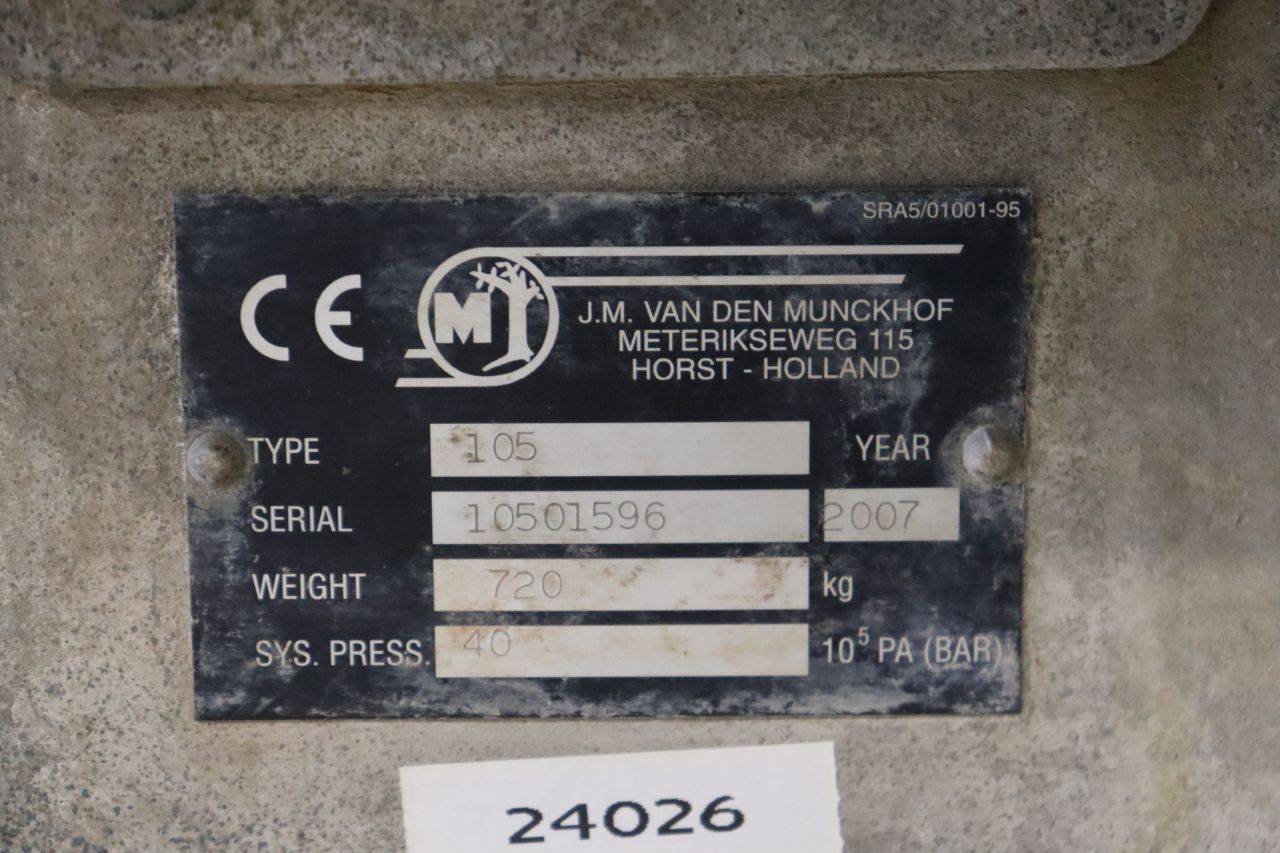 SRA5/01001-95
CE M J.M. VAN DEN MUNCKHOF
METERIKSEWEG 115
HORST - HOLLAND
TYPE 105 YEAR
SERIAL 10501596 2007
WEIGHT 720 kg
SYS. PRESS. 40 10⁵ PA (BAR)
24026